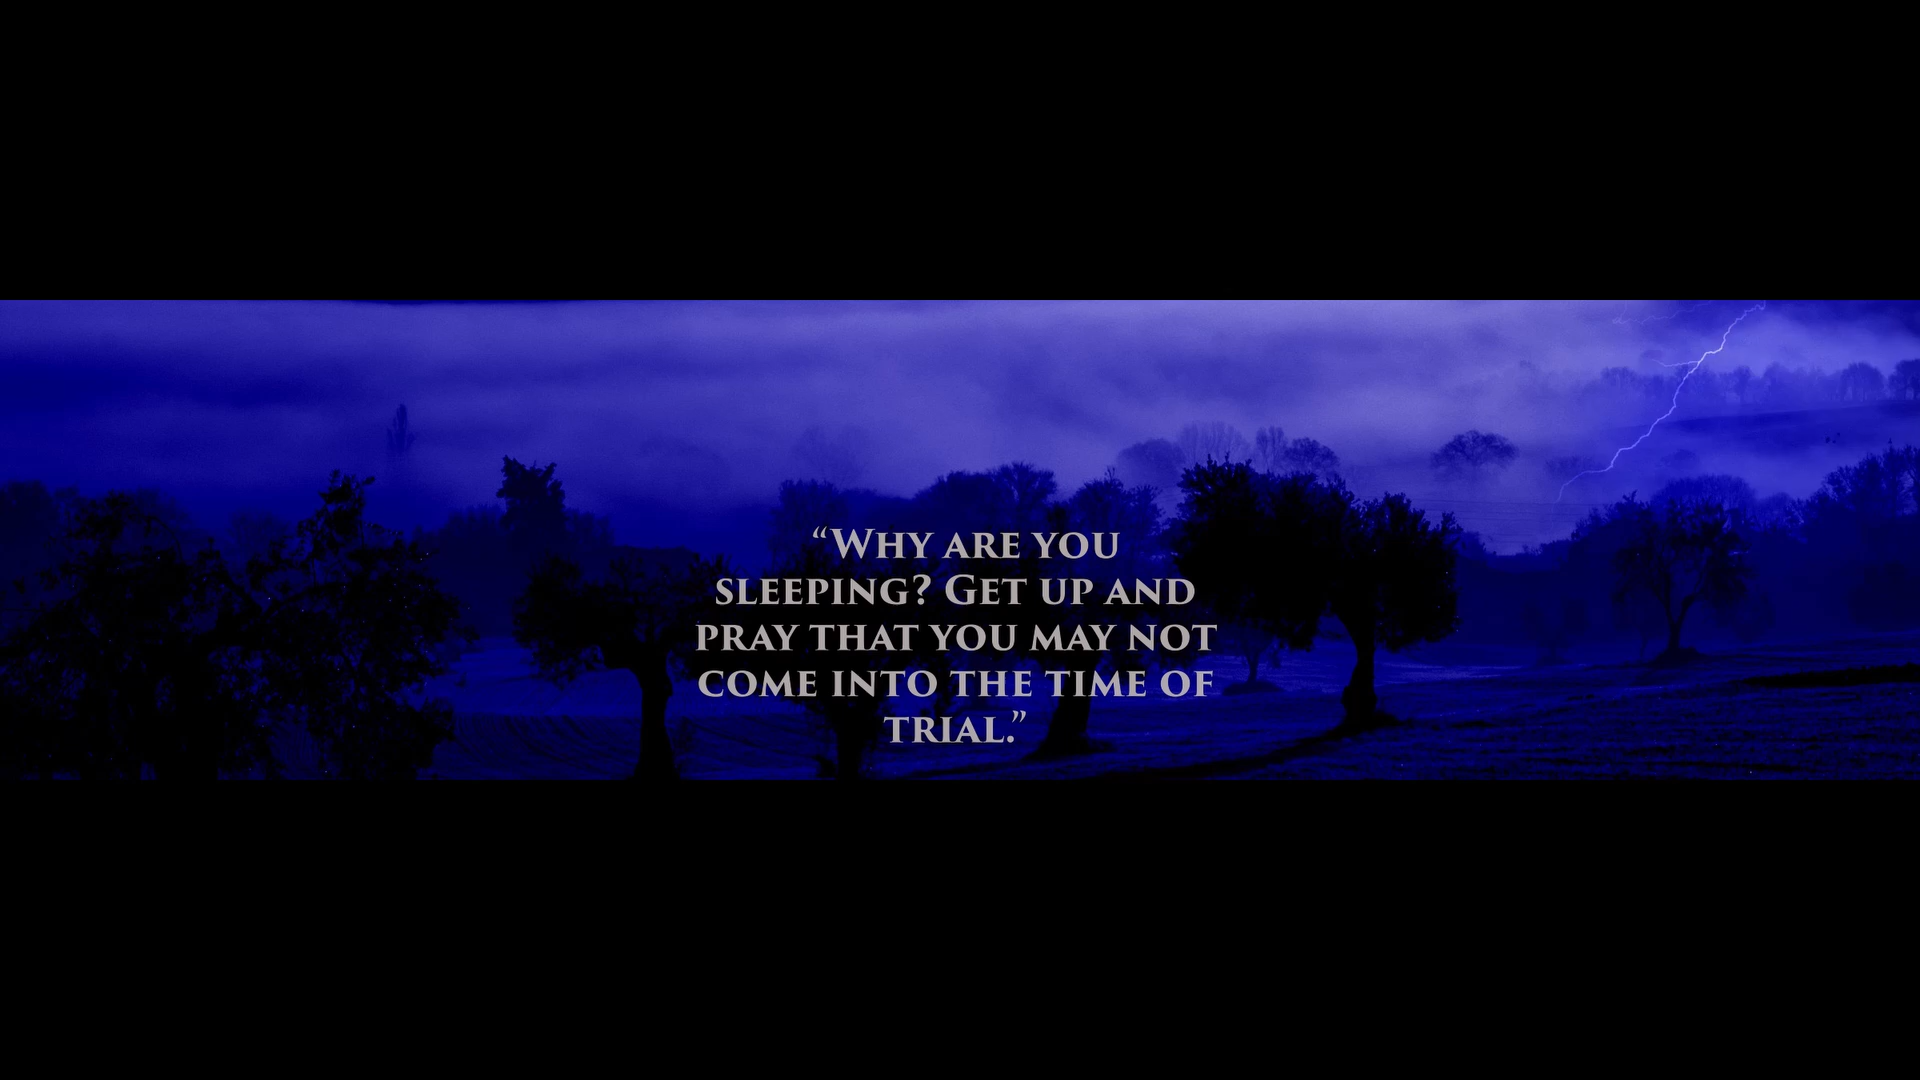 “Why are you
sleeping? Get up and
pray that you may not
come into the time of
trial.”